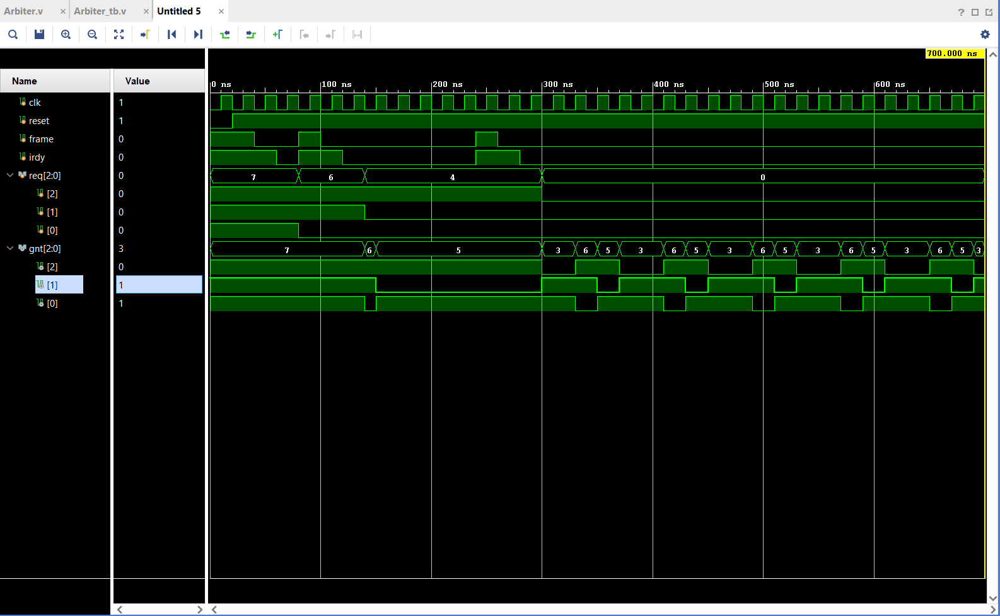 Arbiter.v × Arbiter_tb.v × Untitled 5 ×
?
700.000 ns
Name Value
0 ns 100 ns 200 ns 300 ns 400 ns 500 ns 600 ns
clk 1
reset 1
frame 0
irdy 0
req[2:0] 0 7 6 4 0
[2] 0
[1] 0
[0] 0
gnt[2:0] 3 7 6 5 3 6 5 3 6 5 3 6 5 3 6 5 3 6 5 3
[2] 0
[1] 1
[0] 1